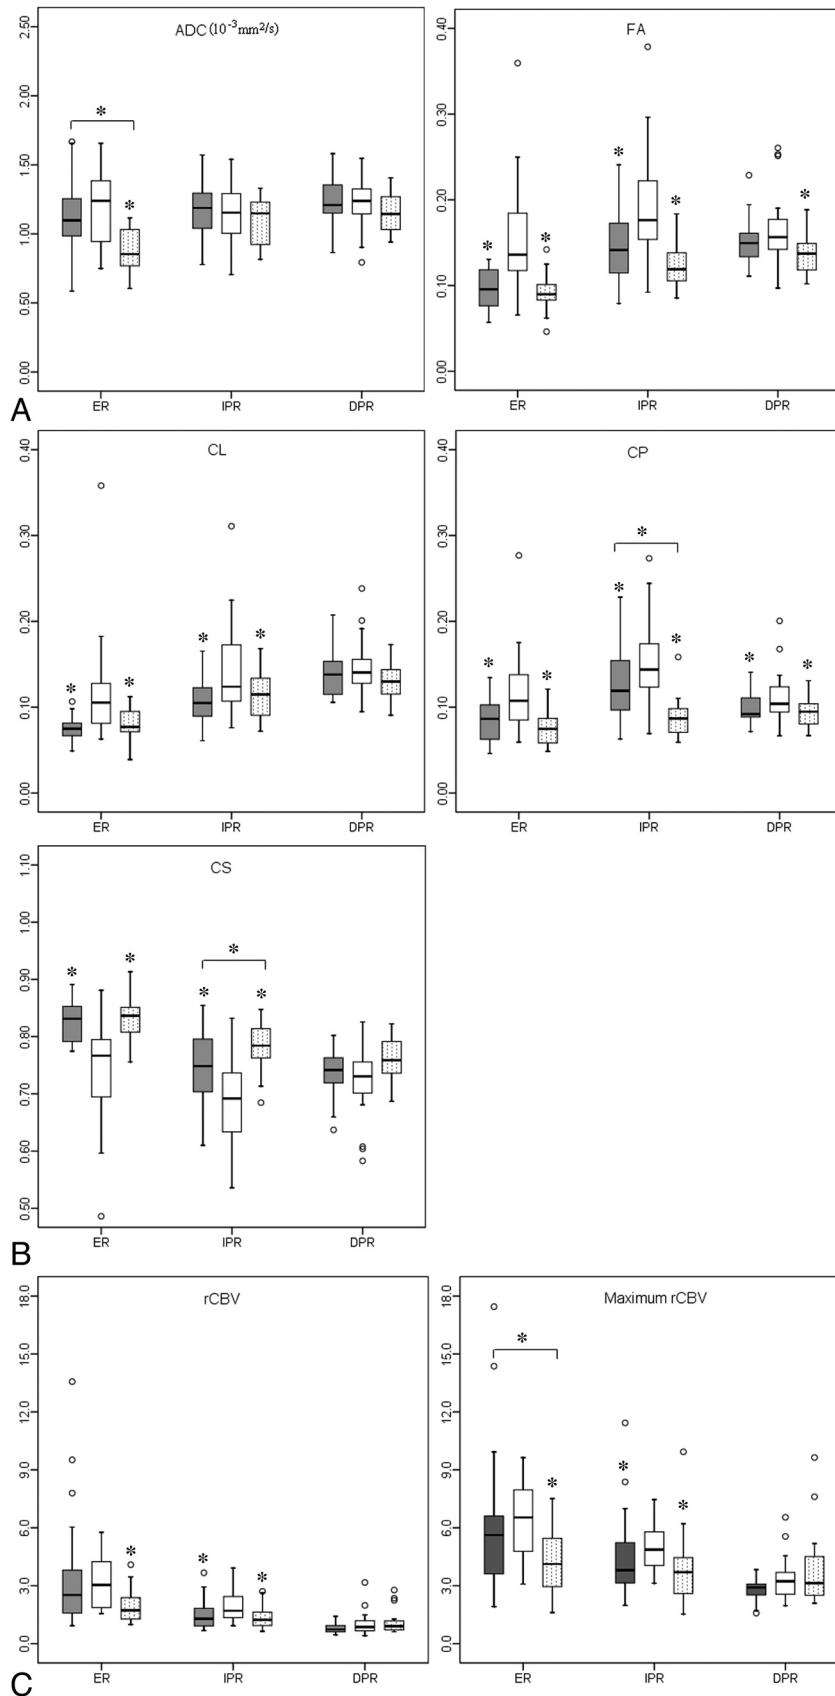 ADC (10⁻³mm²/s)
2.50
2.00
1.50
1.00
0.50
0.00
*
*
ER
IPR
DPR
A
FA
0.40
0.30
0.20
0.10
0.00
*
*
*
*
*
ER
IPR
DPR
CL
0.40
0.30
0.20
0.10
0.00
*
*
*
*
ER
IPR
DPR
CP
0.40
0.30
0.20
0.10
0.00
*
*
*
*
*
*
*
ER
IPR
DPR
CS
1.10
1.00
0.90
0.80
0.70
0.60
0.50
*
*
*
*
*
ER
IPR
DPR
B
rCBV
18.0
15.0
12.0
9.0
6.0
3.0
0.0
*
*
*
ER
IPR
DPR
C
Maximum rCBV
18.0
15.0
12.0
9.0
6.0
3.0
0.0
*
*
*
*
ER
IPR
DPR